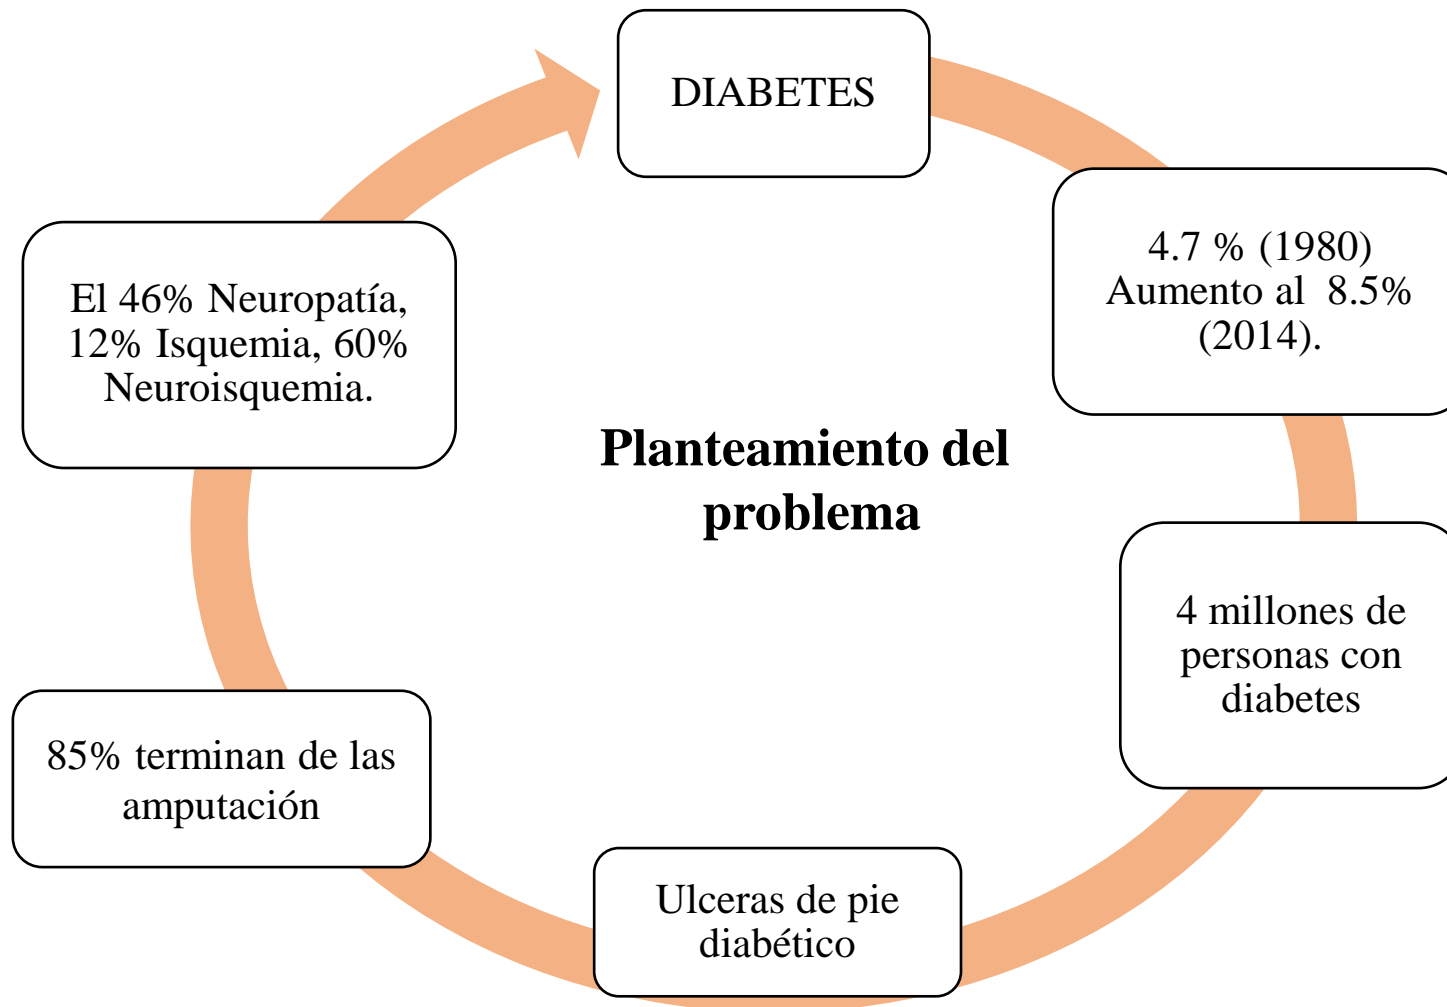 DIABETES
4.7 % (1980)
Aumento al 8.5%
(2014).
4 millones de
personas con
diabetes
Ulceras de pie
diabético
85% terminan de las
amputación
El 46% Neuropatía,
12% Isquemia, 60%
Neuroisquemia.
Planteamiento del
problema